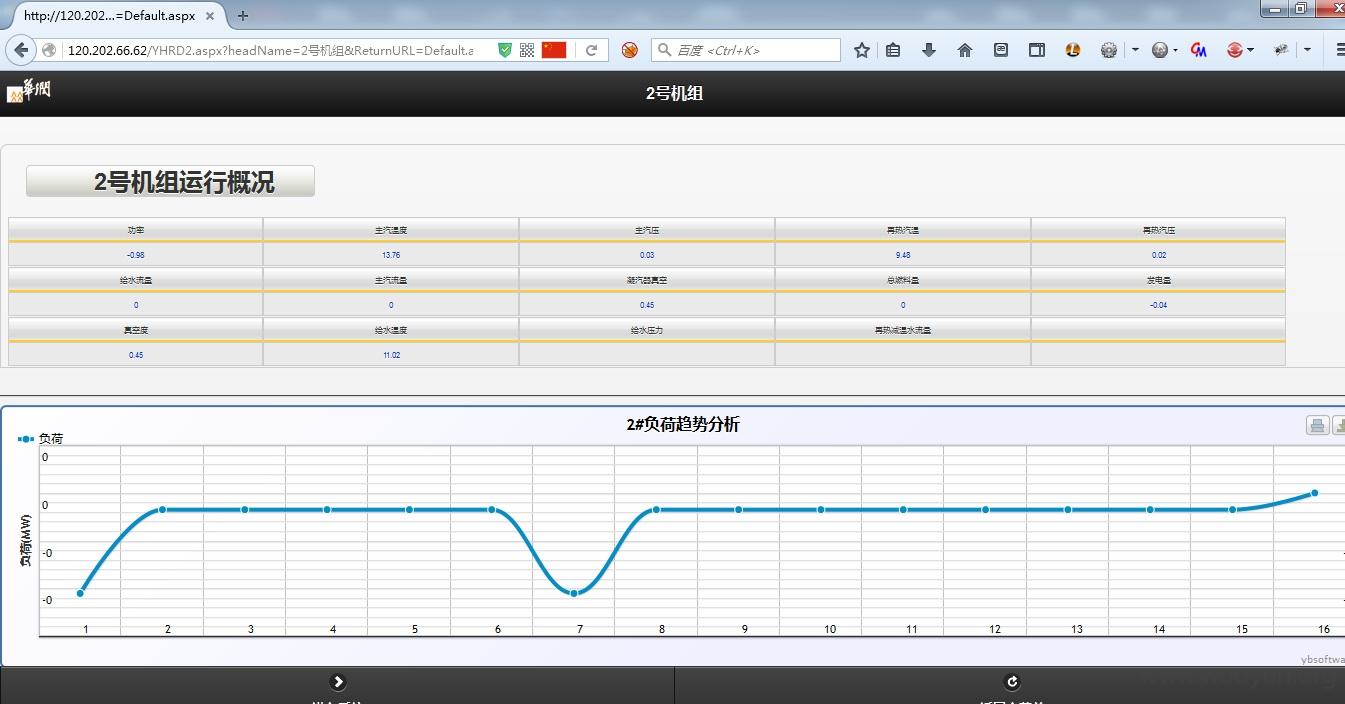 http://120.202...=Default.aspx
120.202.66.62/YHRD2.aspx?headName=2号机组&ReturnURL=Default.a
百度 <Ctrl+K>
华润
2号机组
2号机组运行概况
功率 主汽温度 主汽压 再热汽温 再热汽压
-0.98 13.76 0.03 9.48 0.02
给水流量 主汽流量 凝汽器真空 总燃料量 发电量
0 0 0.45 0 -0.04
真空度 给水温度 给水压力 再热减温水流量
0.45 11.02
2#负荷趋势分析
负荷
0
0
-0
-0
负荷(MW)
1 2 3 4 5 6 7 8 9 10 11 12 13 14 15 16
ybsoftwa